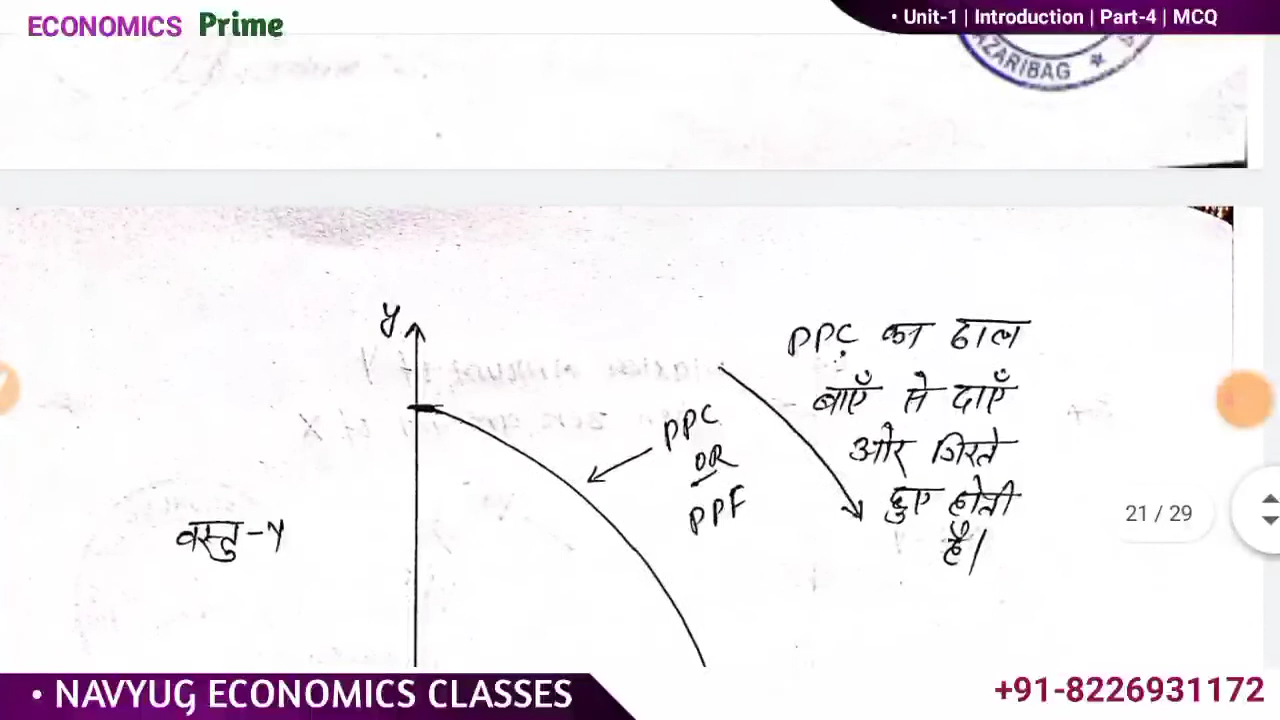 ECONOMICS Prime
• Unit-1 | Introduction | Part-4 | MCQ
ZARIBAG
y
PPC का ढाल
बाएँ से दाएँ
ओर गिरते
हुए होती
है।
PPC
OR
PPF
वस्तु-Y
21 / 29
• NAVYUG ECONOMICS CLASSES
+91-8226931172